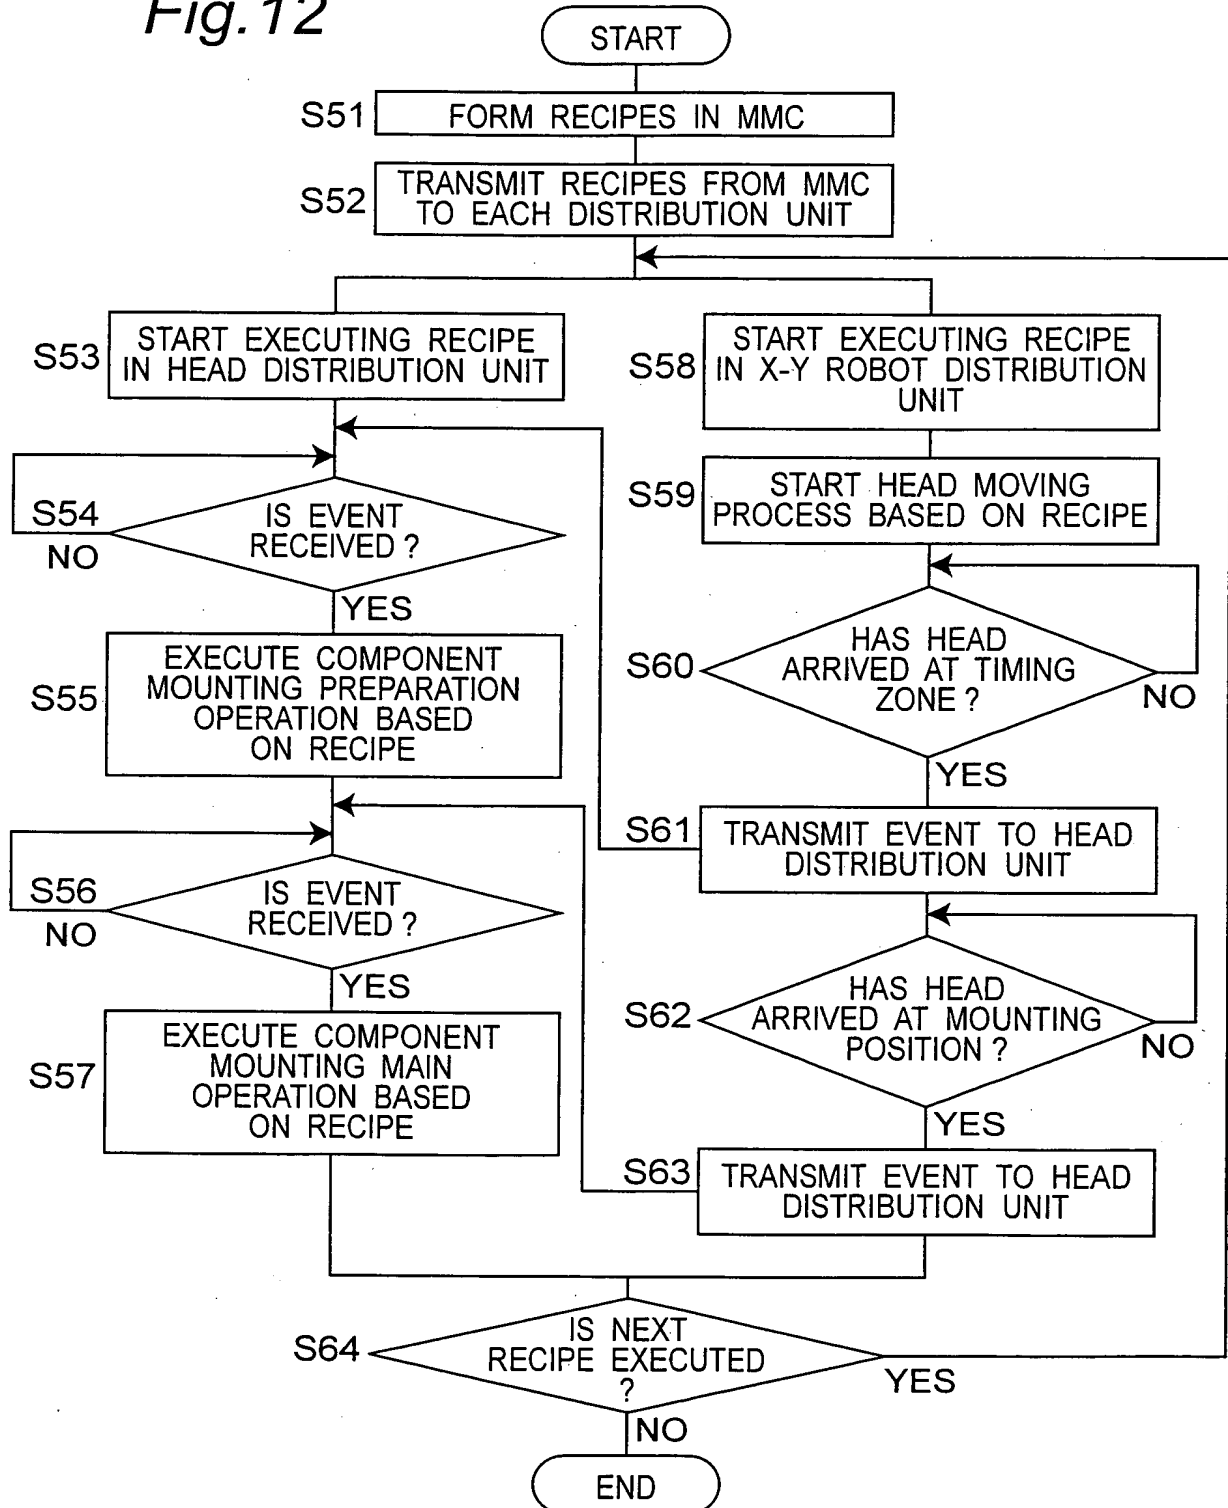 Fig.12
START
S51
FORM RECIPES IN MMC
S52
TRANSMIT RECIPES FROM MMC
TO EACH DISTRIBUTION UNIT
S53
START EXECUTING RECIPE
IN HEAD DISTRIBUTION UNIT
S54
NO
IS EVENT
RECEIVED ?
YES
S55
EXECUTE COMPONENT
MOUNTING PREPARATION
OPERATION BASED
ON RECIPE
S56
NO
IS EVENT
RECEIVED ?
YES
S57
EXECUTE COMPONENT
MOUNTING MAIN
OPERATION BASED
ON RECIPE
S58
START EXECUTING RECIPE
IN X-Y ROBOT DISTRIBUTION
UNIT
S59
START HEAD MOVING
PROCESS BASED ON RECIPE
S60
HAS HEAD
ARRIVED AT TIMING
ZONE ?
NO
YES
S61
TRANSMIT EVENT TO HEAD
DISTRIBUTION UNIT
S62
HAS HEAD
ARRIVED AT MOUNTING
POSITION ?
NO
YES
S63
TRANSMIT EVENT TO HEAD
DISTRIBUTION UNIT
S64
IS NEXT
RECIPE EXECUTED
?
YES
NO
END